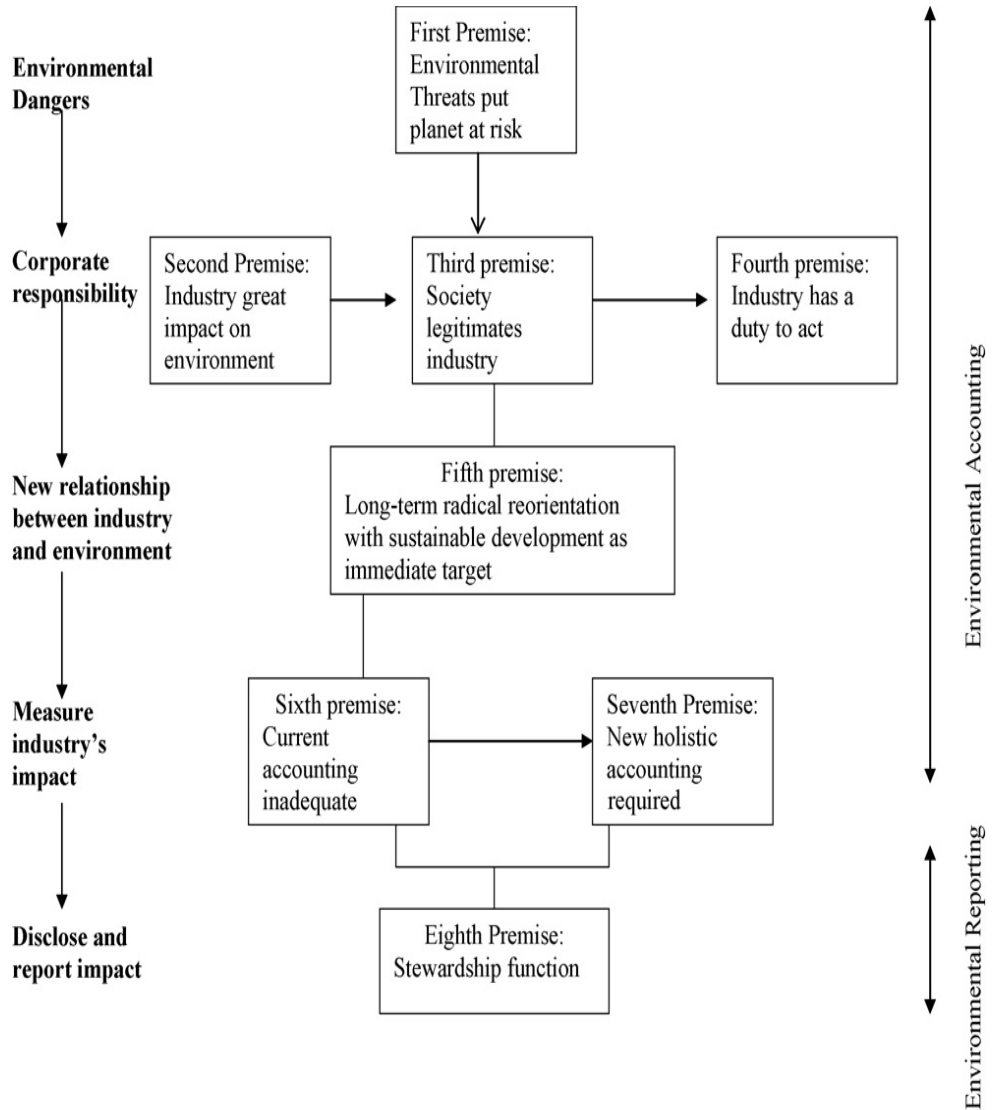 First Premise:
Environmental
Threats put
planet at risk
Environmental
Dangers
Corporate
responsibility
Second Premise:
Industry great
impact on
environment
Third premise:
Society
legitimates
industry
Fourth premise:
Industry has a
duty to act
New relationship
between industry
and environment
Fifth premise:
Long-term radical reorientation
with sustainable development as
immediate target
Measure
industry’s
impact
Sixth premise:
Current
accounting
inadequate
Seventh Premise:
New holistic
accounting
required
Disclose and
report impact
Eighth Premise:
Stewardship function
Environmental Accounting
Environmental Reporting